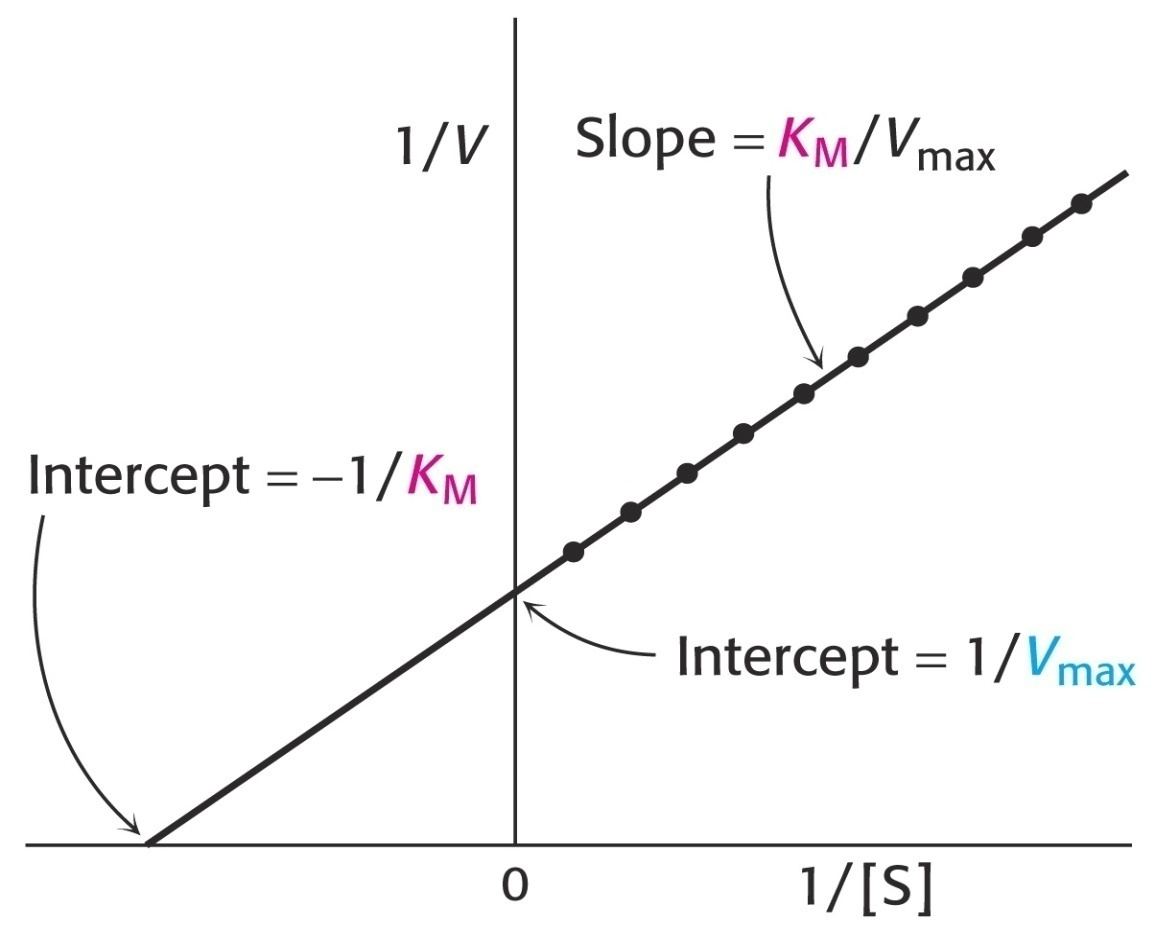 1/V
Slope = KM/Vmax
Intercept = −1/KM
Intercept = 1/Vmax
0
1/[S]